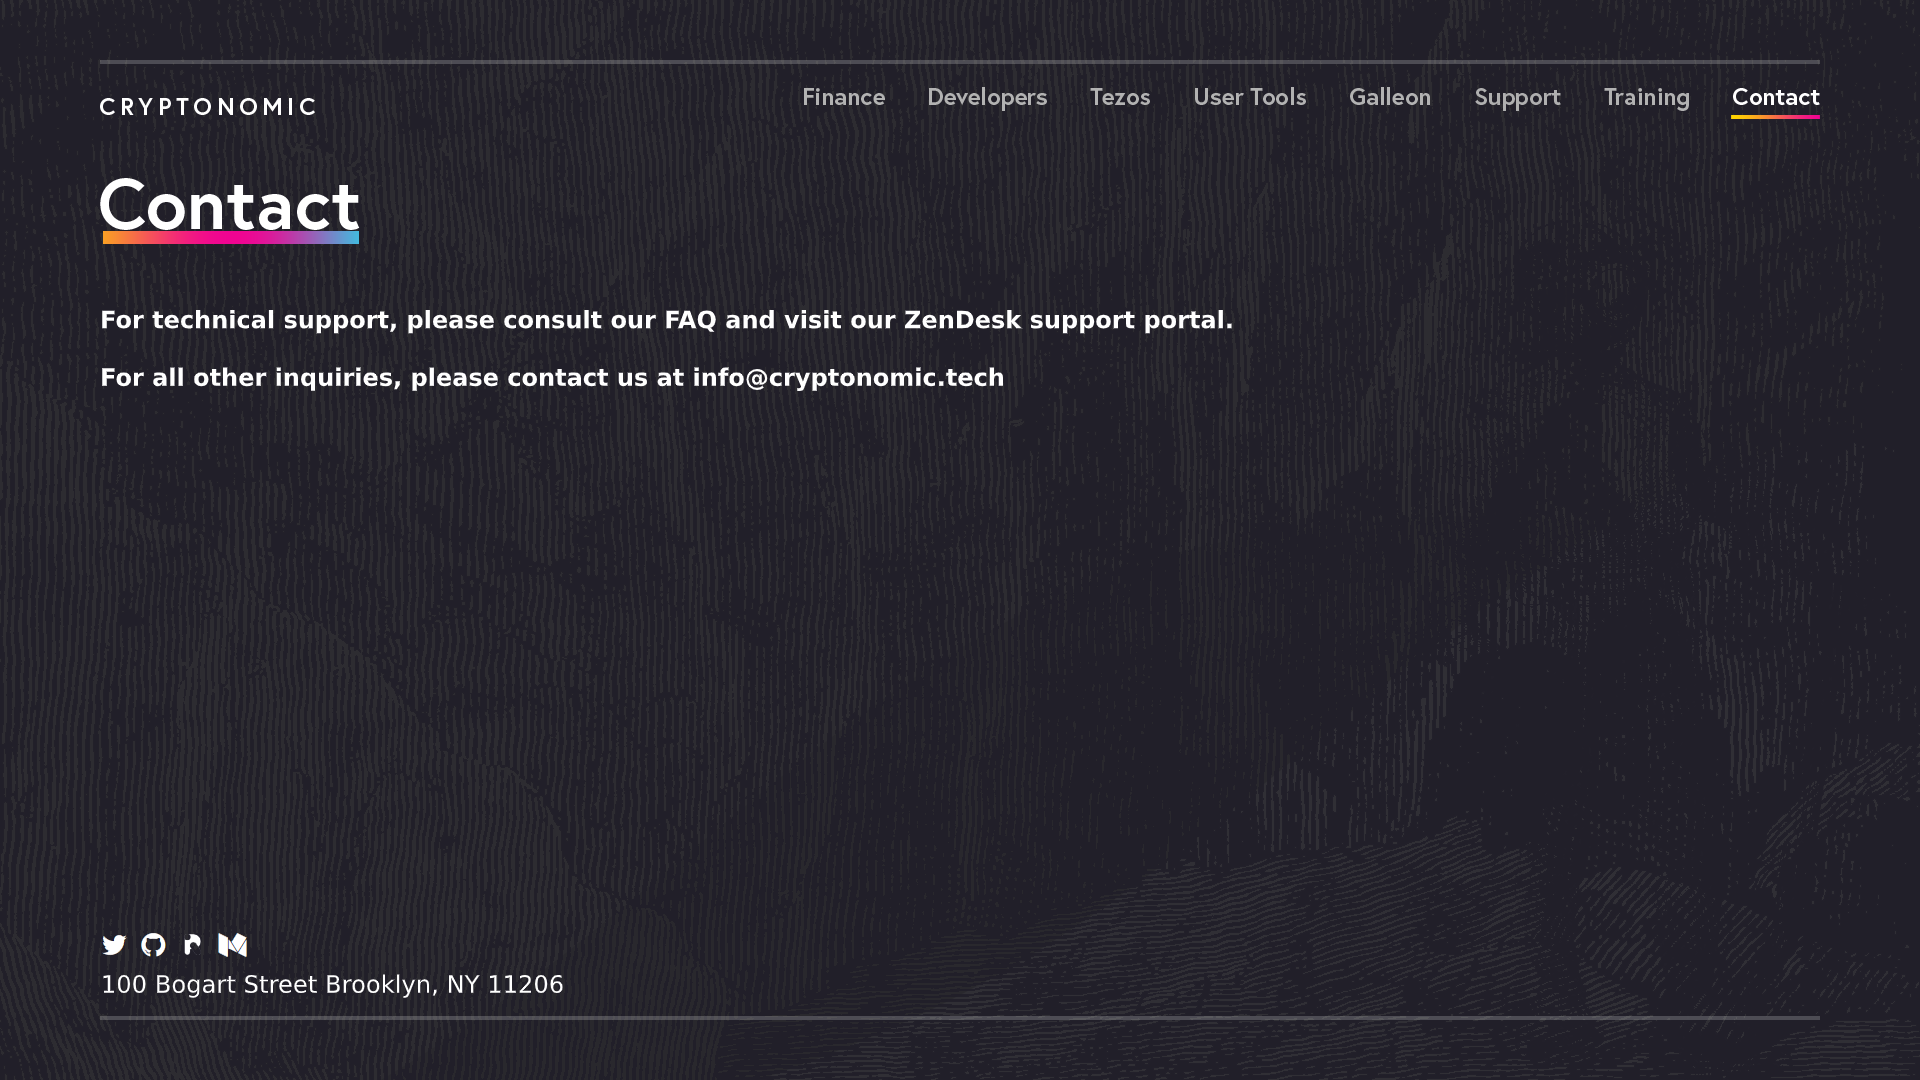 CRYPTONOMIC
Finance Developers Tezos User Tools Galleon Support Training Contact
Contact
For technical support, please consult our FAQ and visit our ZenDesk support portal.
For all other inquiries, please contact us at info@cryptonomic.tech
100 Bogart Street Brooklyn, NY 11206